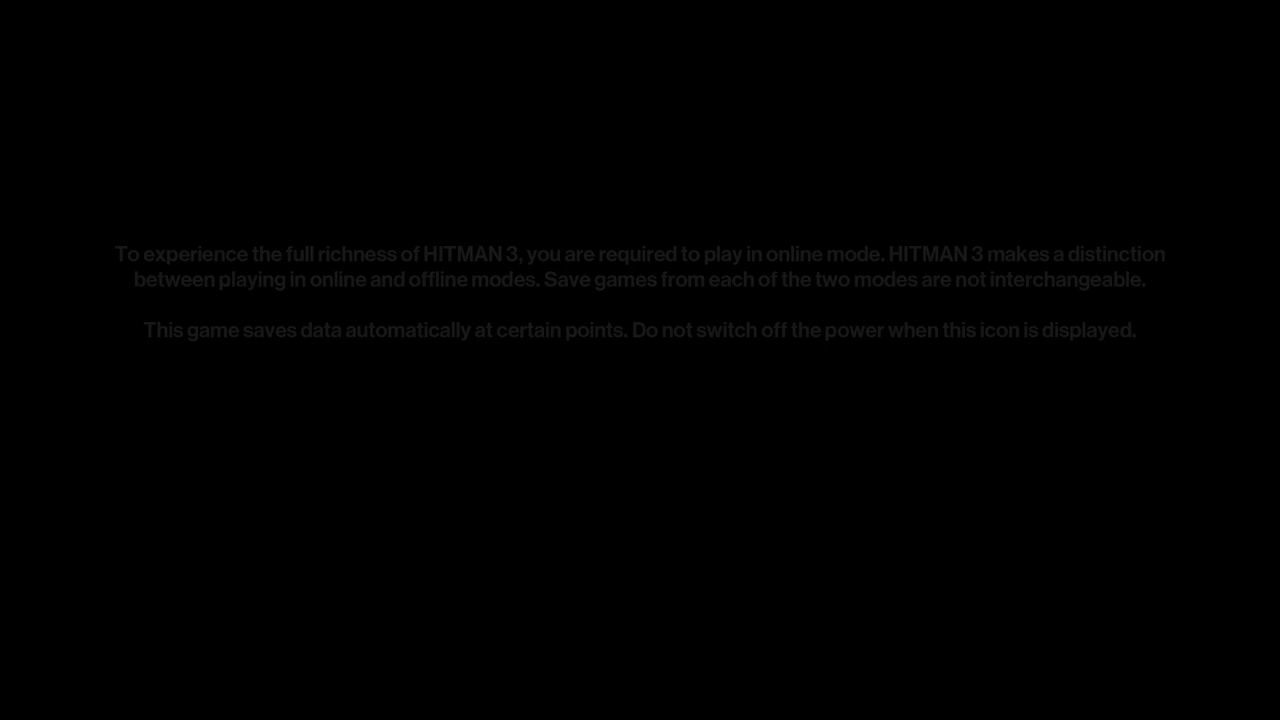 To experience the full richness of HITMAN 3, you are required to play in online mode. HITMAN 3 makes a distinction
between playing in online and offline modes. Save games from each of the two modes are not interchangeable.
This game saves data automatically at certain points. Do not switch off the power when this icon is displayed.